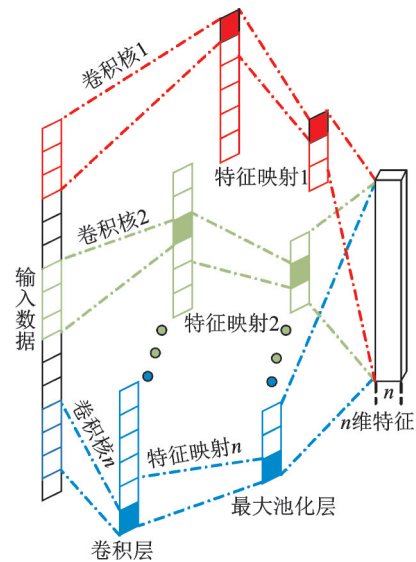 卷积核1
特征映射1
卷积核2
输入数据
特征映射2
n
n维特征
卷积核n
特征映射n
最大池化层
卷积层